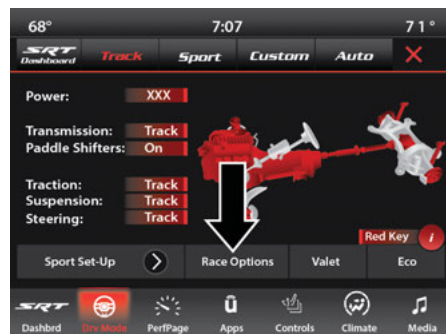 68° 7:07 71°
SRT Dashboard Track Sport Custom Auto
Power: XXX
Transmission: Track
Paddle Shifters: On
Traction: Track
Suspension: Track
Steering: Track
Red Key i
Sport Set-Up Race Options Valet Eco
SRT
Dashbrd Drv Mode PerfPage Apps Controls Climate Media